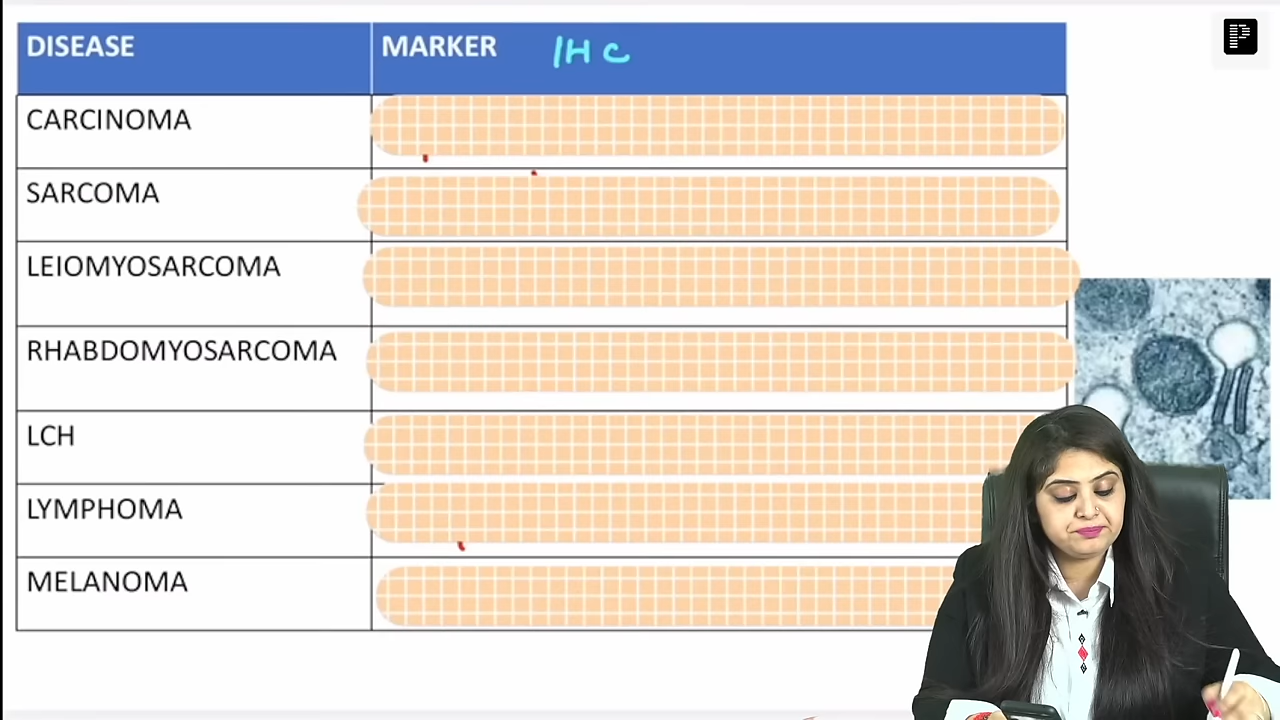 DISEASE MARKER IHC
CARCINOMA
SARCOMA
LEIOMYOSARCOMA
RHABDOMYOSARCOMA
LCH
LYMPHOMA
MELANOMA